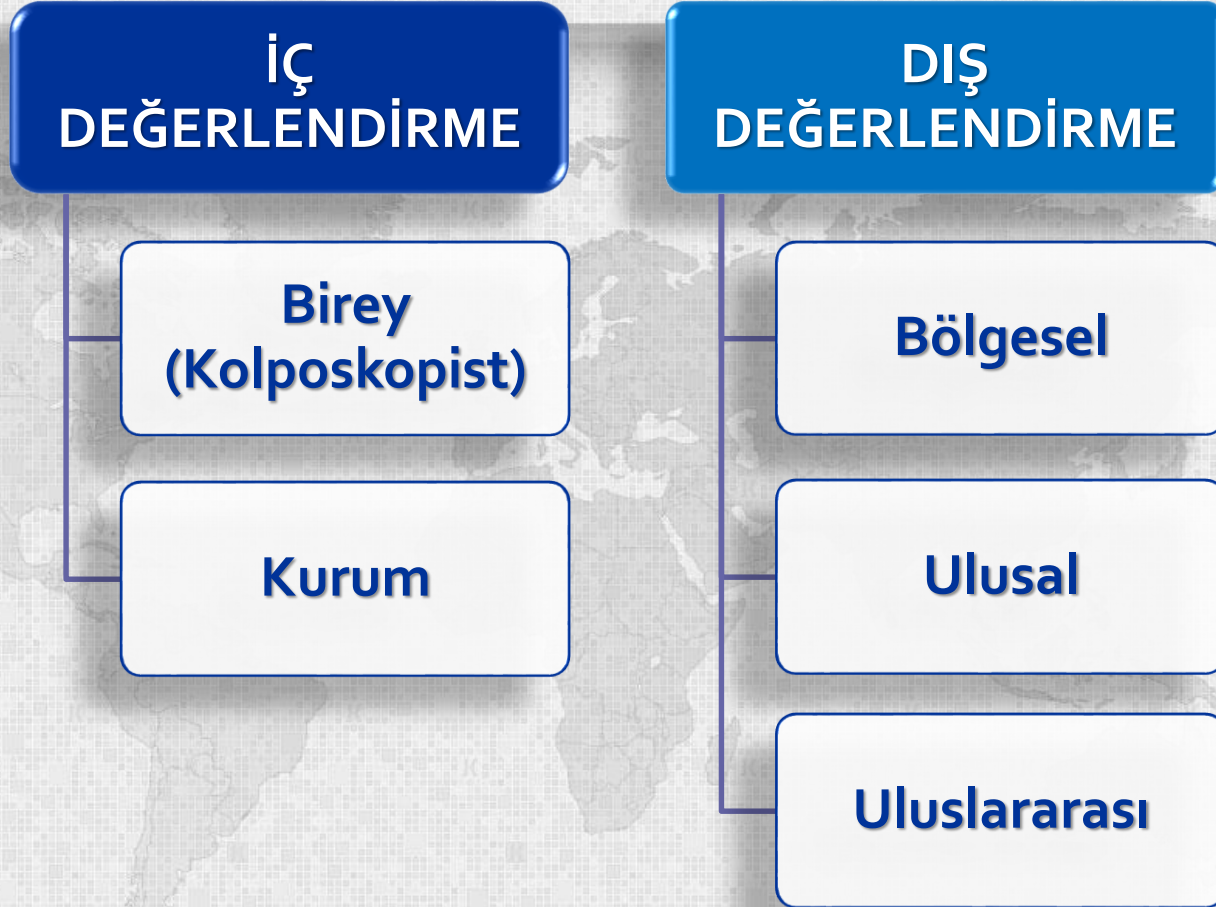 İÇ
DEĞERLENDİRME
Birey
(Kolposkopist)
Kurum
DIŞ
DEĞERLENDİRME
Bölgesel
Ulusal
Uluslararası